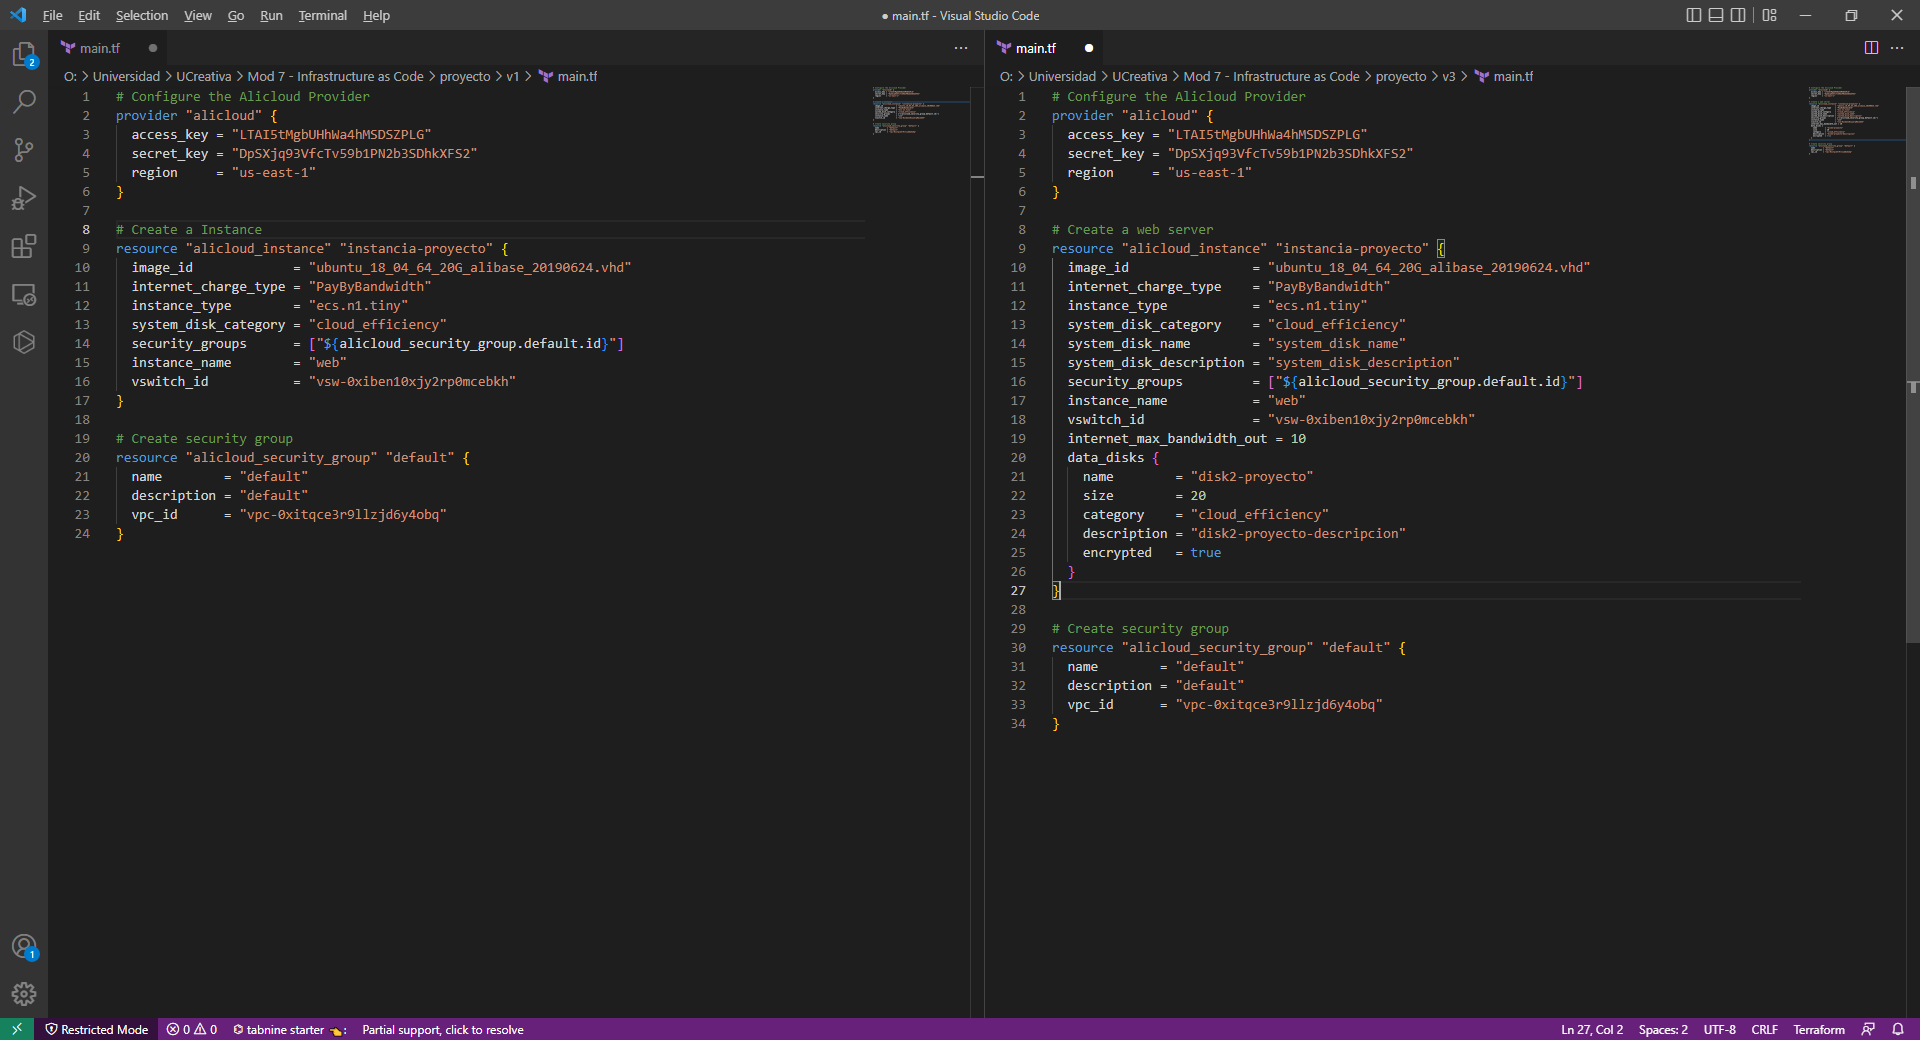 File Edit Selection View Go Run Terminal Help
● main.tf - Visual Studio Code
main.tf
O: > Universidad > UCreativa > Mod 7 - Infrastructure as Code > proyecto > v1 > main.tf
1 # Configure the Alicloud Provider
2 provider "alicloud" {
3 access_key = "LTAI5tMgbUHhWa4hMSDSZPLG"
4 secret_key = "DpSXjq93VfcTv59b1PN2b3SDhkXFS2"
5 region = "us-east-1"
6 }
7
8 # Create a Instance
9 resource "alicloud_instance" "instancia-proyecto" {
10 image_id = "ubuntu_18_04_64_20G_alibase_20190624.vhd"
11 internet_charge_type = "PayByBandwidth"
12 instance_type = "ecs.n1.tiny"
13 system_disk_category = "cloud_efficiency"
14 security_groups = ["${alicloud_security_group.default.id}"]
15 instance_name = "web"
16 vswitch_id = "vsw-0xiben10xjy2rp0mcebkh"
17 }
18
19 # Create security group
20 resource "alicloud_security_group" "default" {
21 name = "default"
22 description = "default"
23 vpc_id = "vpc-0xitqce3r9llzjd6y4obq"
24 }
main.tf
O: > Universidad > UCreativa > Mod 7 - Infrastructure as Code > proyecto > v3 > main.tf
1 # Configure the Alicloud Provider
2 provider "alicloud" {
3 access_key = "LTAI5tMgbUHhWa4hMSDSZPLG"
4 secret_key = "DpSXjq93VfcTv59b1PN2b3SDhkXFS2"
5 region = "us-east-1"
6 }
7
8 # Create a web server
9 resource "alicloud_instance" "instancia-proyecto" {
10 image_id = "ubuntu_18_04_64_20G_alibase_20190624.vhd"
11 internet_charge_type = "PayByBandwidth"
12 instance_type = "ecs.n1.tiny"
13 system_disk_category = "cloud_efficiency"
14 system_disk_name = "system_disk_name"
15 system_disk_description = "system_disk_description"
16 security_groups = ["${alicloud_security_group.default.id}"]
17 instance_name = "web"
18 vswitch_id = "vsw-0xiben10xjy2rp0mcebkh"
19 internet_max_bandwidth_out = 10
20 data_disks {
21 name = "disk2-proyecto"
22 size = 20
23 category = "cloud_efficiency"
24 description = "disk2-proyecto-descripcion"
25 encrypted = true
26 }
27 }
28
29 # Create security group
30 resource "alicloud_security_group" "default" {
31 name = "default"
32 description = "default"
33 vpc_id = "vpc-0xitqce3r9llzjd6y4obq"
34 }
2
1
Restricted Mode 0 0 tabnine starter Partial support, click to resolve Ln 27, Col 2 Spaces: 2 UTF-8 CRLF Terraform